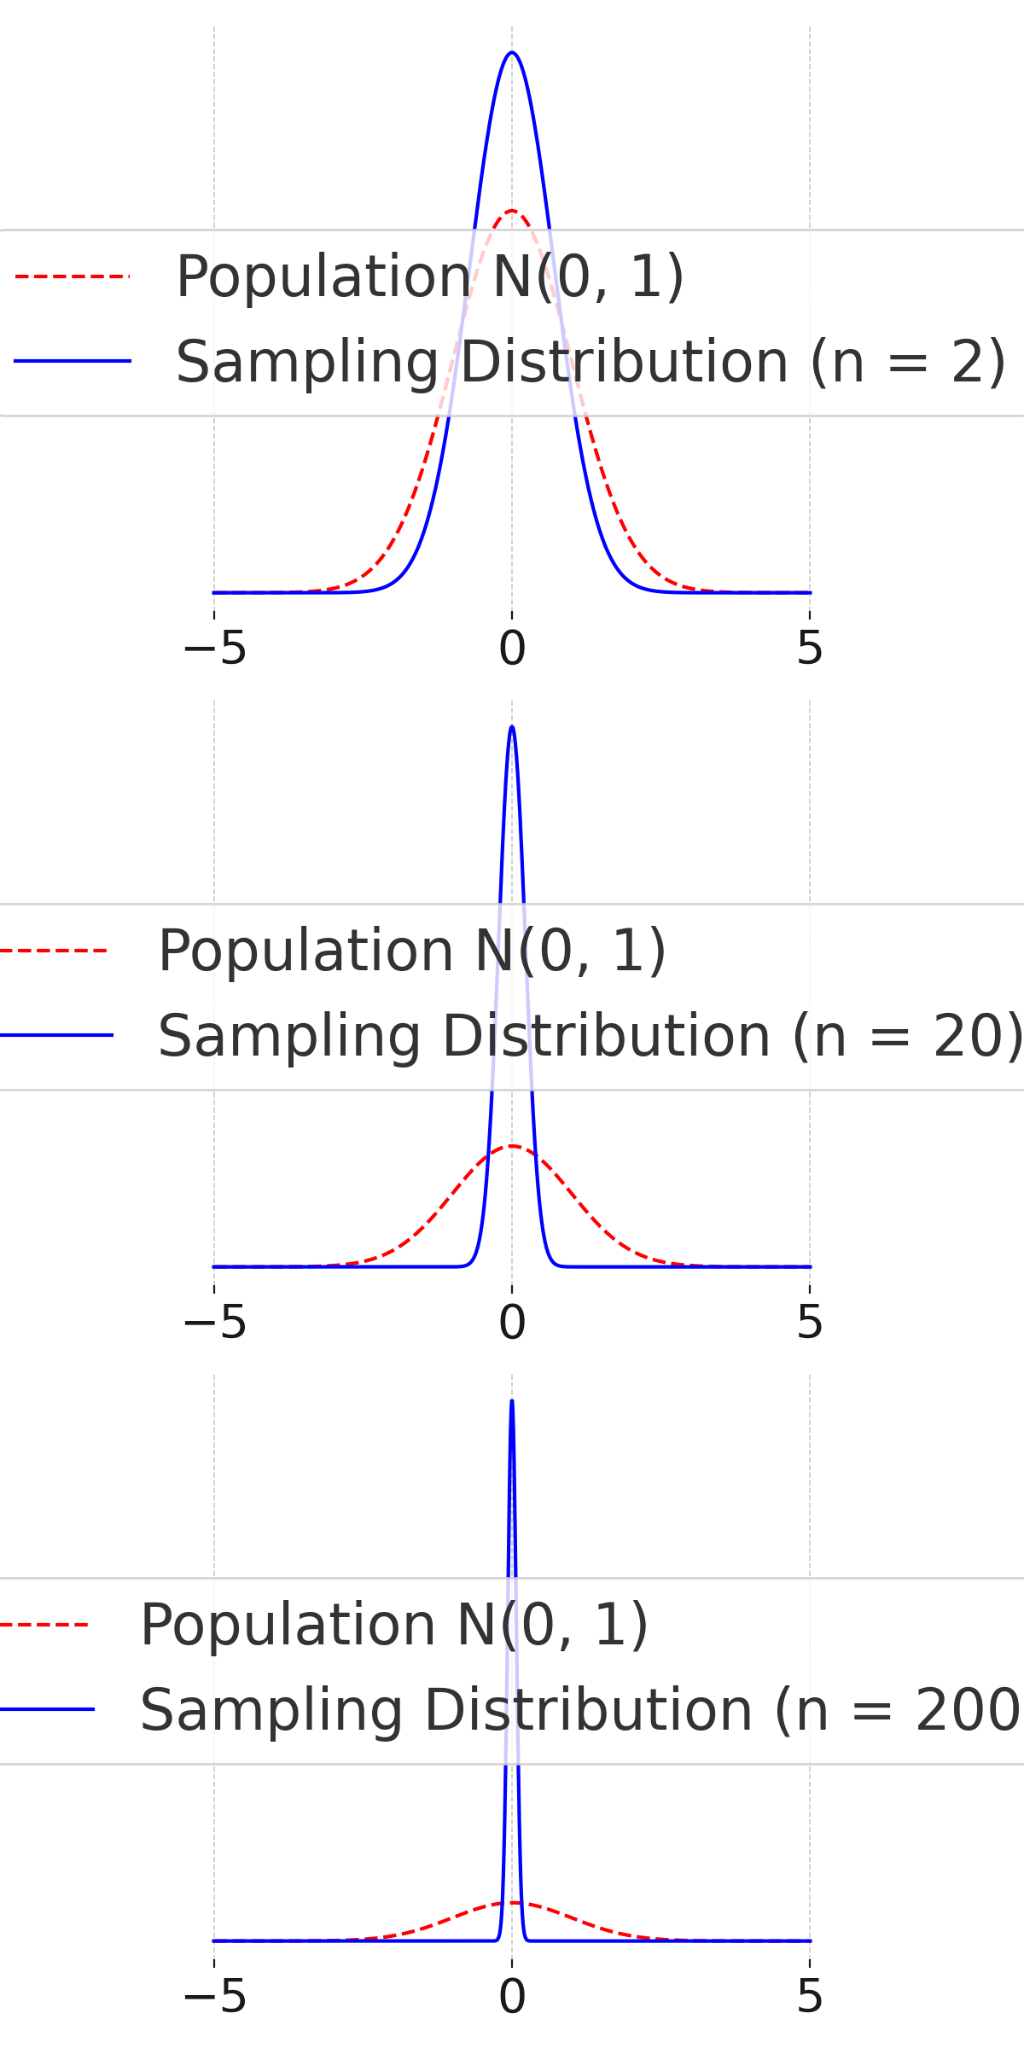 Population N(0, 1)
Sampling Distribution (n = 2)
−5 0 5
Population N(0, 1)
Sampling Distribution (n = 20)
−5 0 5
Population N(0, 1)
Sampling Distribution (n = 200
−5 0 5